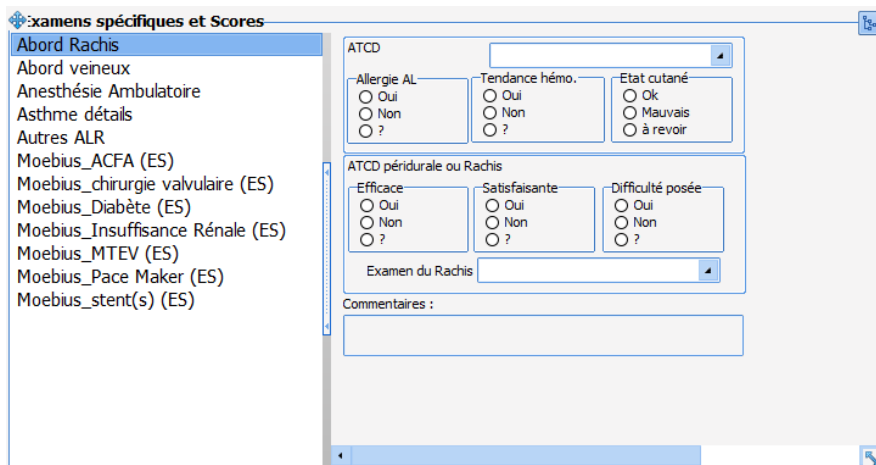 Examens spécifiques et Scores
Abord Rachis
Abord veineux
Anesthésie Ambulatoire
Asthme détails
Autres ALR
Moebius_ACFA (ES)
Moebius_chirurgie valvulaire (ES)
Moebius_Diabète (ES)
Moebius_Insuffisance Rénale (ES)
Moebius_MTEV (ES)
Moebius_Pace Maker (ES)
Moebius_stent(s) (ES)
ATCD
Allergie AL
Oui
Non
?
Tendance hémo.
Oui
Non
?
Etat cutané
Ok
Mauvais
à revoir
ATCD péridurale ou Rachis
Efficace
Oui
Non
?
Satisfaisante
Oui
Non
?
Difficulté posée
Oui
Non
?
Examen du Rachis
Commentaires :